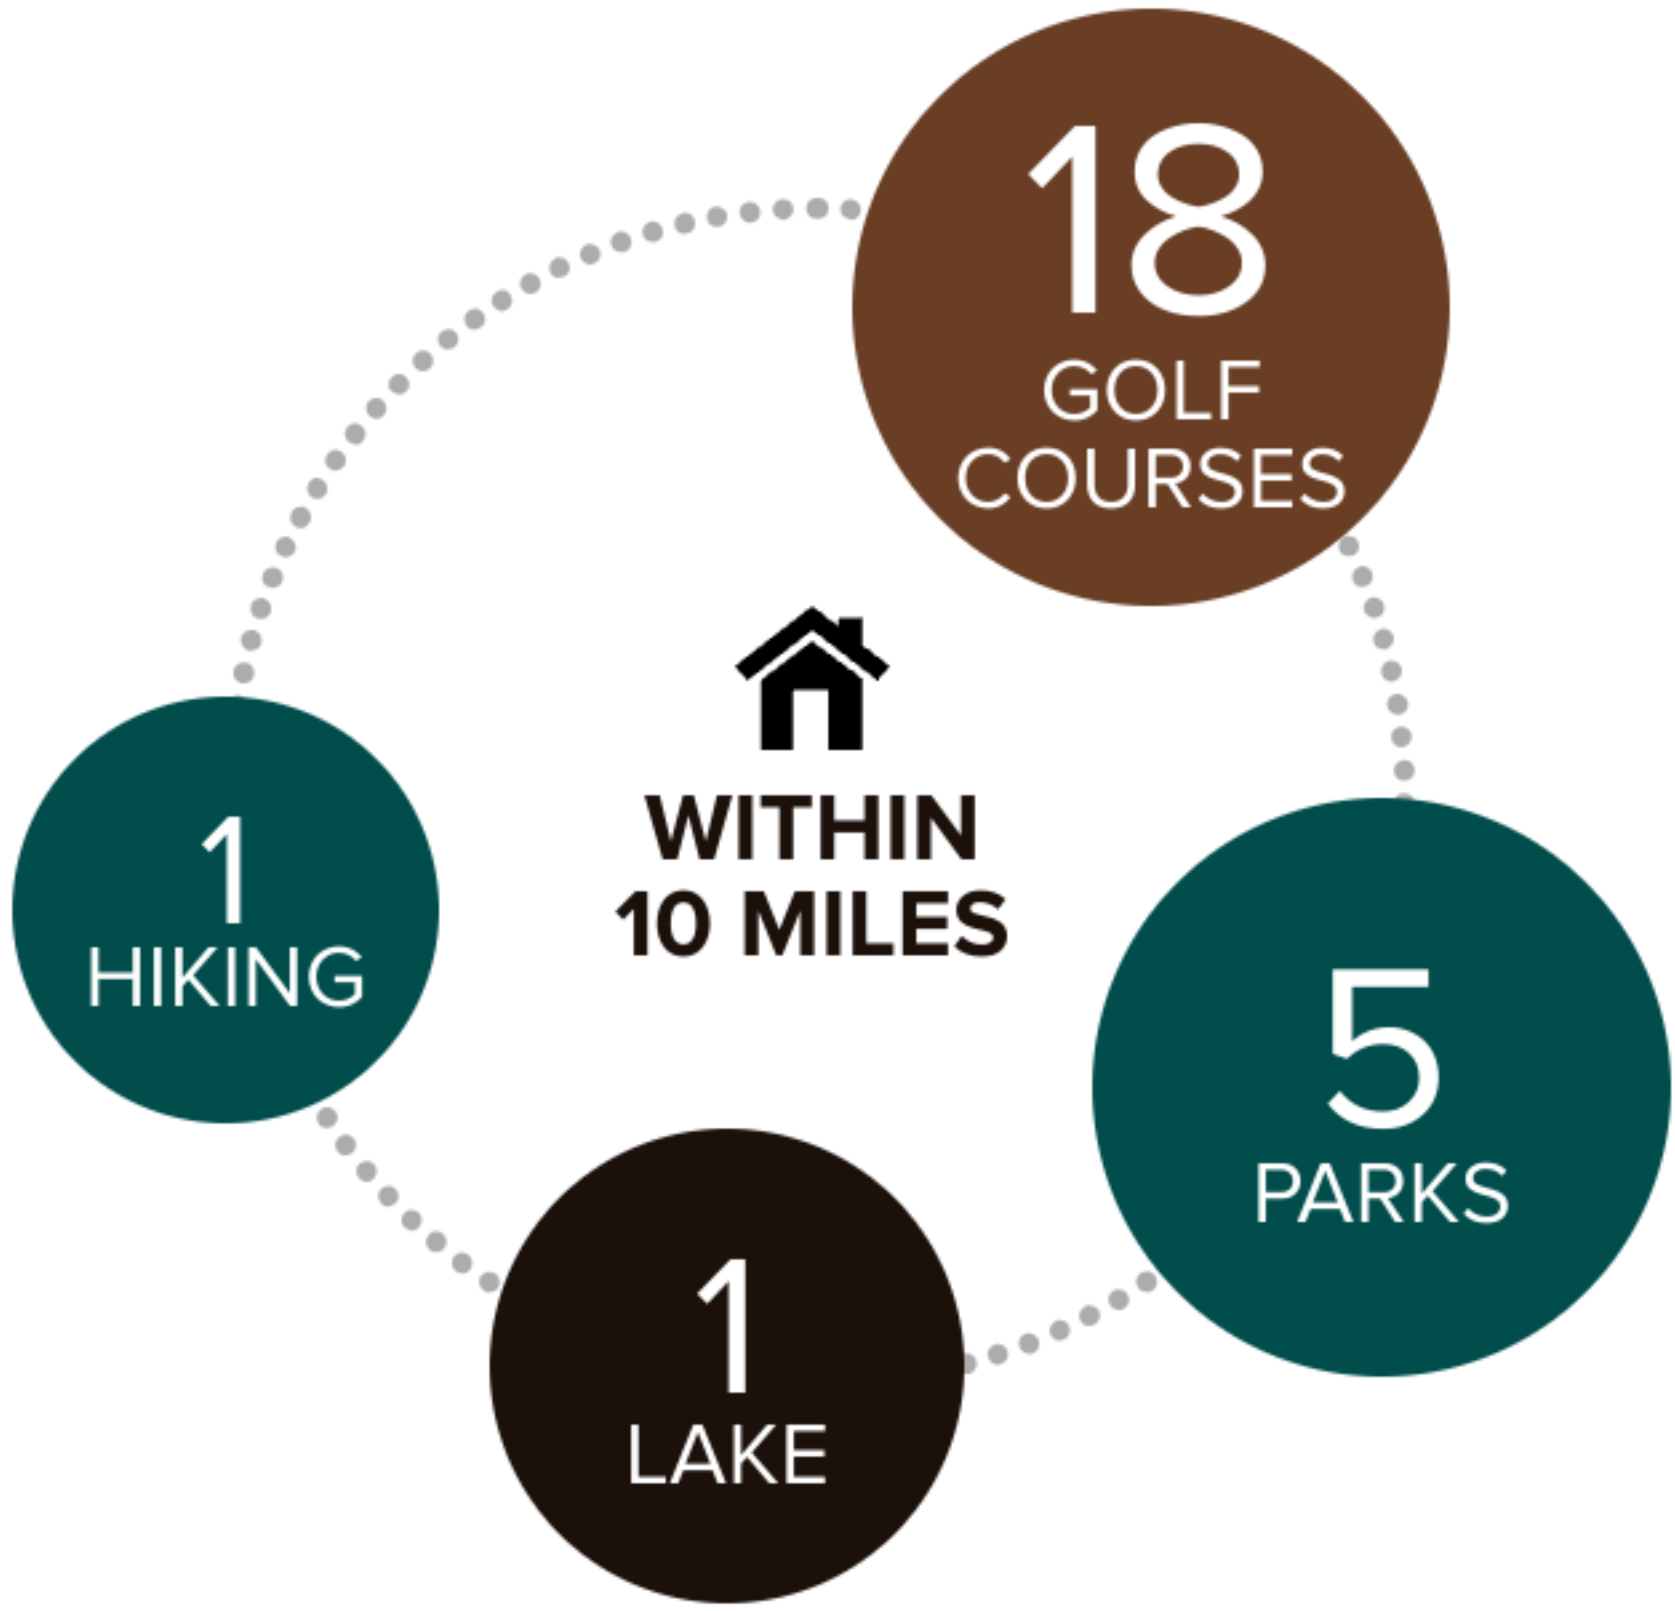 18
GOLF
COURSES
WITHIN
10 MILES
1
HIKING
5
PARKS
1
LAKE